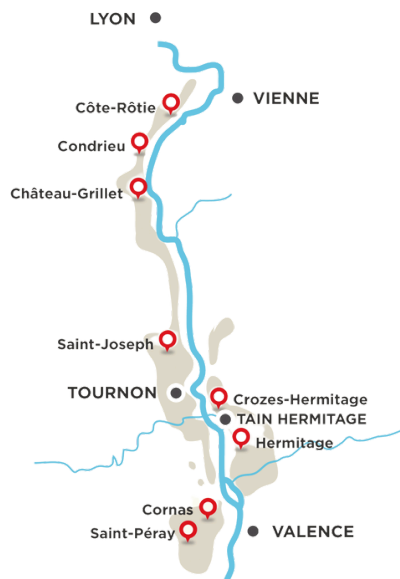 LYON
VIENNE
Côte-Rôtie
Condrieu
Château-Grillet
Saint-Joseph
TOURNON
Crozes-Hermitage
TAIN HERMITAGE
Hermitage
Cornas
Saint-Péray
VALENCE